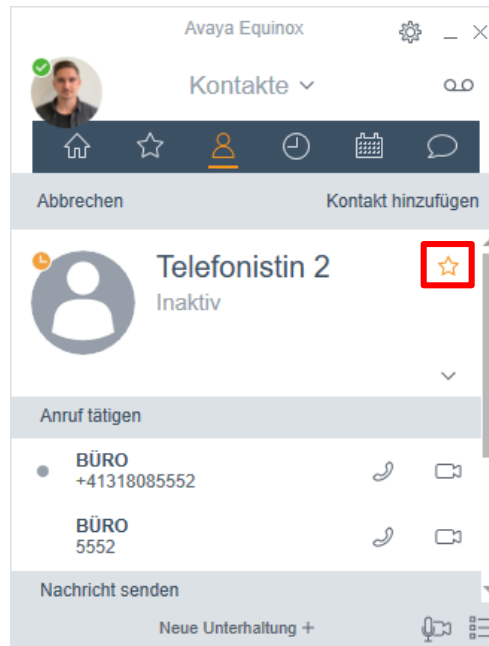 Avaya Equinox
Kontakte
Abbrechen
Kontakt hinzufügen
Telefonistin 2
Inaktiv
Anruf tätigen
BÜRO
+41318085552
BÜRO
5552
Nachricht senden
Neue Unterhaltung +